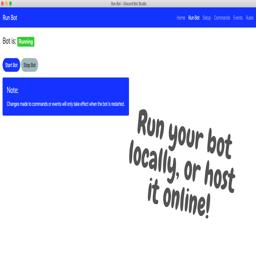 Run Bot - Discord Bot Studio
Run Bot
Home Run Bot Setup Commands Events Rules
Bot is: Running
Start Bot Stop Bot
Note:
Changes made to commands or events will only take effect when the bot is restarted.
Run your bot
locally, or host
it online!